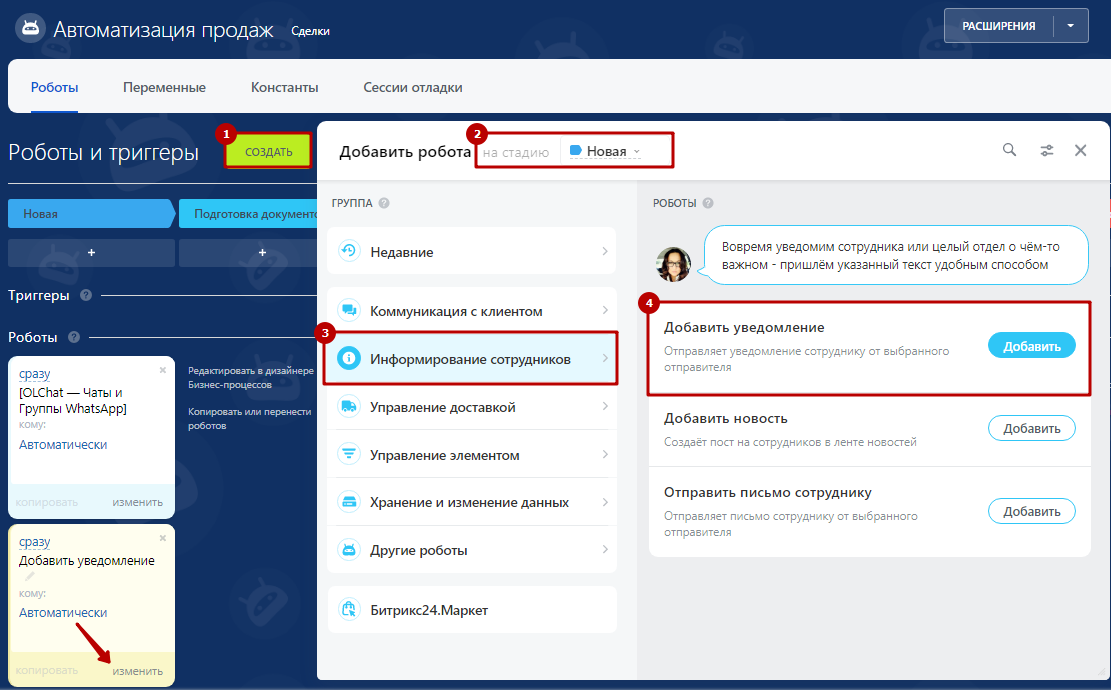 Автоматизация продаж Сделки
РАСШИРЕНИЯ
Роботы Переменные Константы Сессии отладки
Роботы и триггеры
1
СОЗДАТЬ
Новая
Подготовка документо
+
+
Триггеры ?
Роботы ?
сразу
[OLChat — Чаты и
Группы WhatsApp]
кому:
Автоматически
копировать изменить
Редактировать в дизайнере
Бизнес-процессов
Копировать или перенести
роботов
сразу
Добавить уведомление
кому:
Автоматически
копировать изменить
Добавить робота
2
на стадию Новая
ГРУППА ?
Недавние
Коммуникация с клиентом
3
Информирование сотрудников
Управление доставкой
Управление элементом
Хранение и изменение данных
Другие роботы
Битрикс24.Маркет
РОБОТЫ ?
Вовремя уведомим сотрудника или целый отдел о чём-то
важном - пришлём указанный текст удобным способом
4
Добавить уведомление
Отправляет уведомление сотруднику от выбранного
отправителя
Добавить
Добавить новость
Создаёт пост на сотрудников в ленте новостей
Добавить
Отправить письмо сотруднику
Отправляет письмо сотруднику от выбранного
отправителя
Добавить